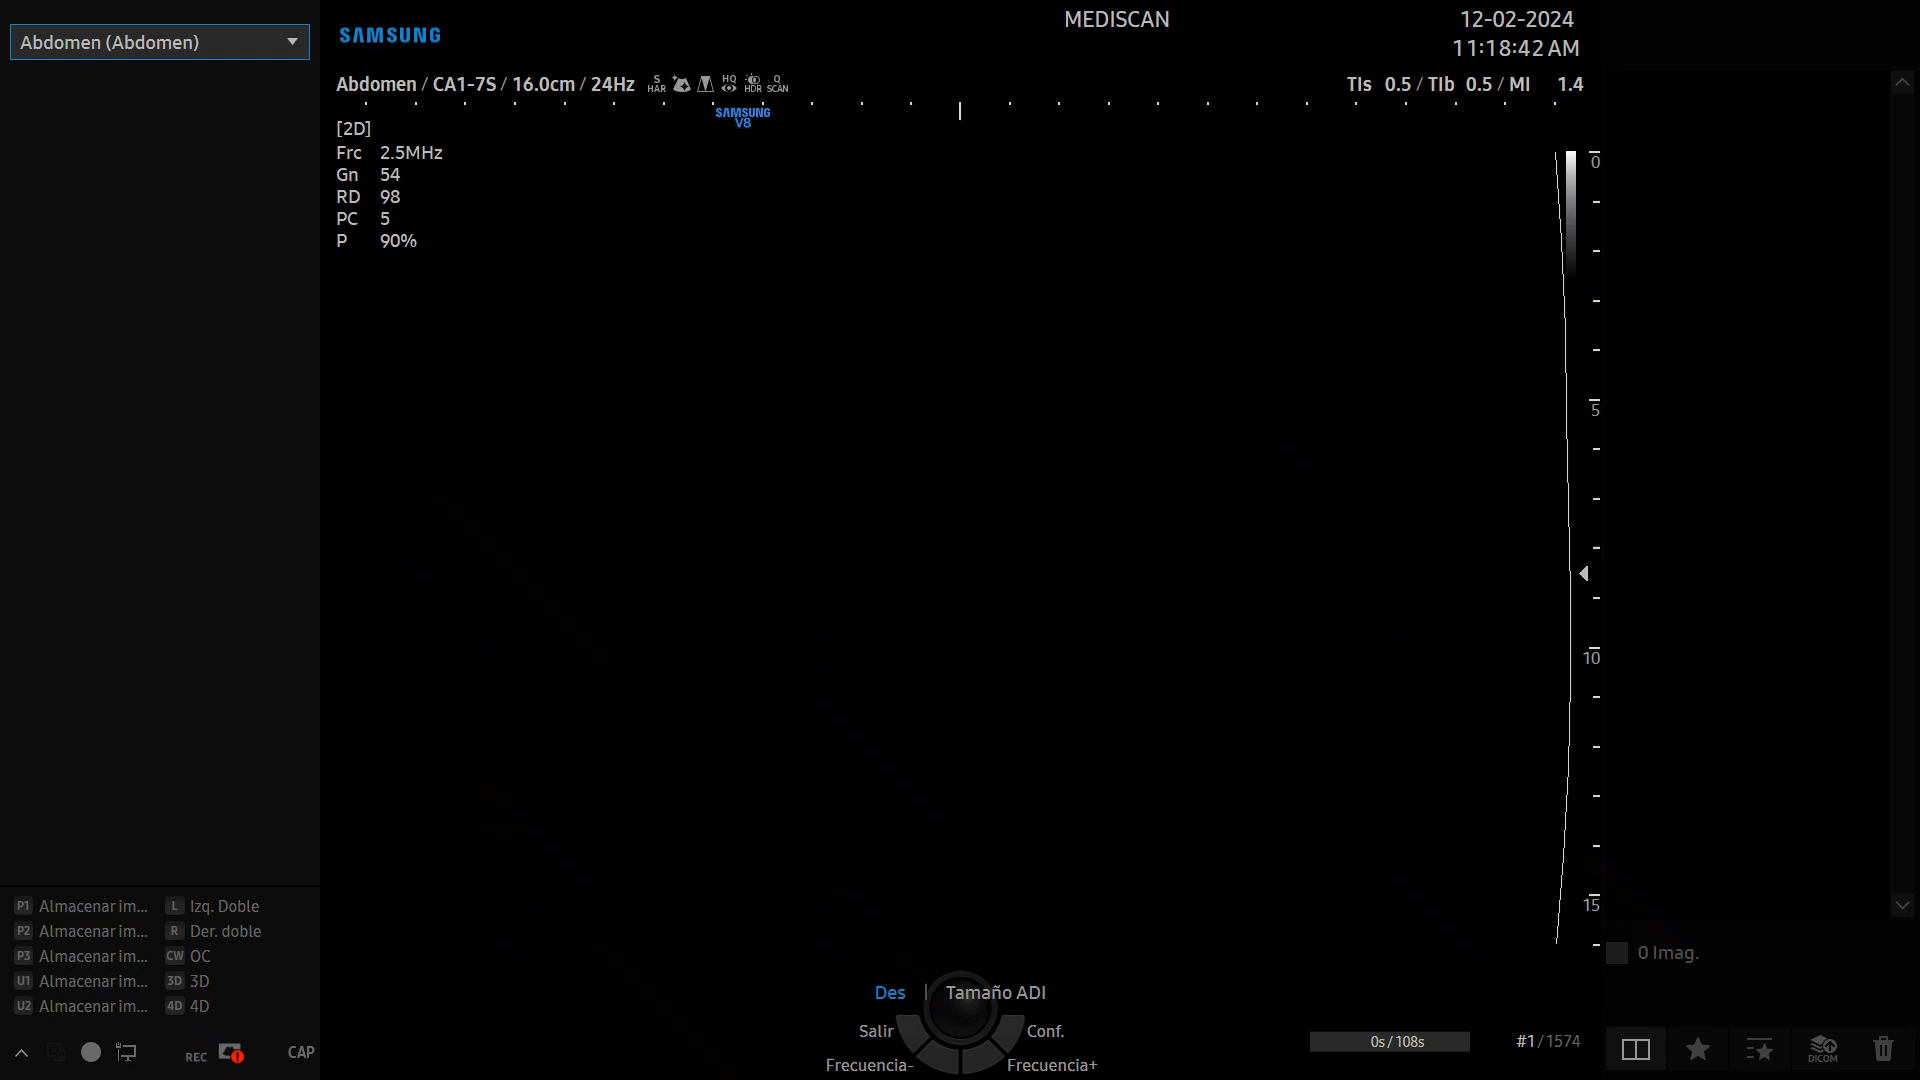 Abdomen (Abdomen)
SAMSUNG
MEDISCAN
12-02-2024
11:18:42 AM
Abdomen / CA1-7S / 16.0cm / 24Hz
S HAR
HQ
HDR
Q SCAN
TIs 0.5 / TIb 0.5 / MI 1.4
SAMSUNG
V8
[2D]
Frc 2.5MHz
Gn 54
RD 98
PC 5
P 90%
0
5
10
15
P1 Almacenar im... L Izq. Doble
P2 Almacenar im... R Der. doble
P3 Almacenar im... CW OC
U1 Almacenar im... 3D 3D
U2 Almacenar im... 4D 4D
REC
CAP
Des | Tamaño ADI
Salir
Conf.
Frecuencia-
Frecuencia+
0s / 108s
#1 / 1574
0 Imag.
DICOM